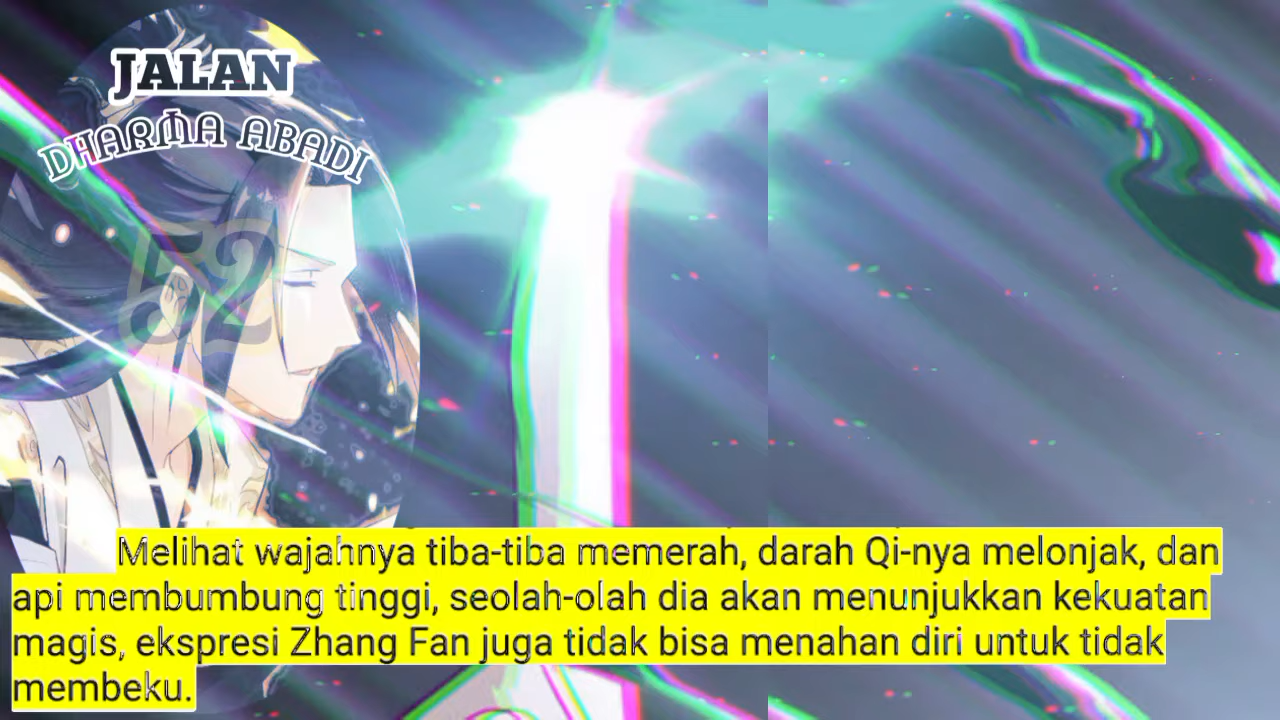 JALAN
DHARMA ABADI
52
Melihat wajahnya tiba-tiba memerah, darah Qi-nya melonjak, dan
api membumbung tinggi, seolah-olah dia akan menunjukkan kekuatan
magis, ekspresi Zhang Fan juga tidak bisa menahan diri untuk tidak
membeku.